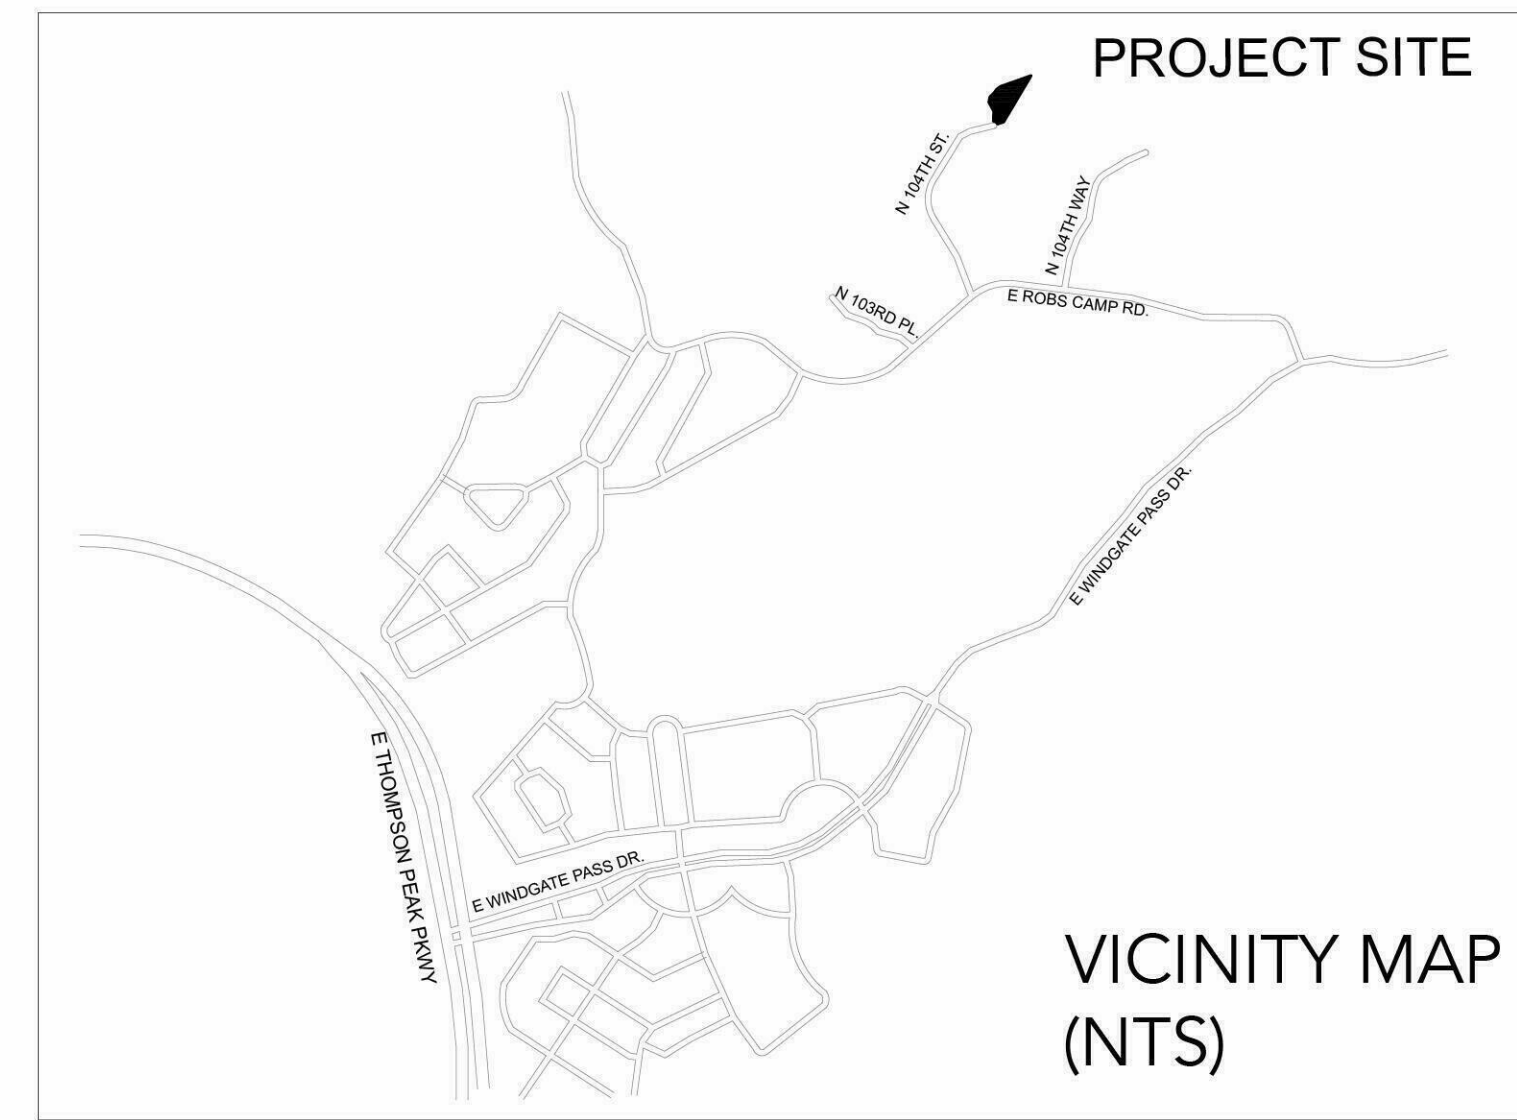 PROJECT SITE
N 104TH ST.
N 104TH WAY
N 103RD PL.
E ROBS CAMP RD.
E WINDGATE PASS DR.
E THOMPSON PEAK PKWY
E WINDGATE PASS DR.
VICINITY MAP
(NTS)